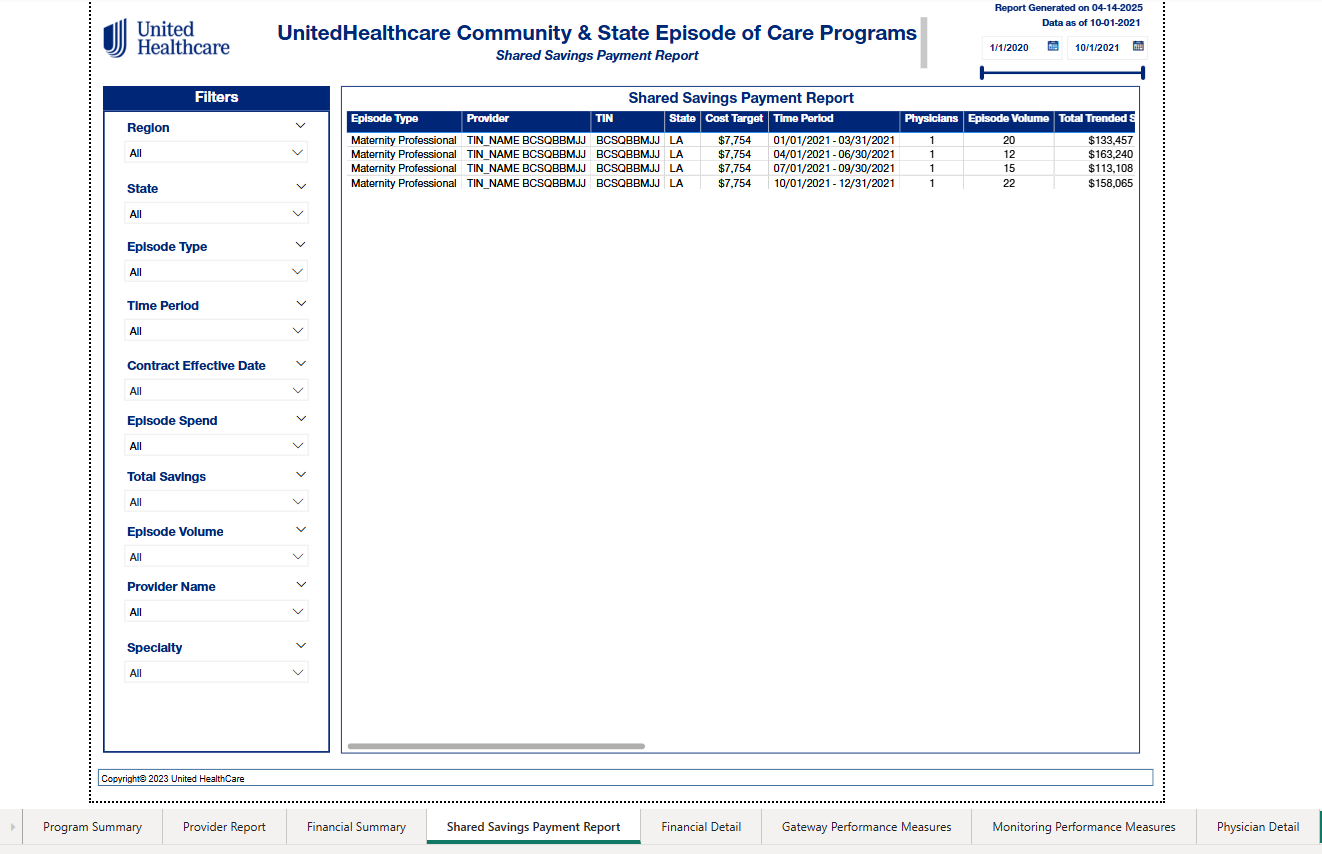 Report Generated on 04-14-2025
Data as of 10-01-2021
United
Healthcare
UnitedHealthcare Community & State Episode of Care Programs
Shared Savings Payment Report
1/1/2020 10/1/2021
Filters
Region
All
State
All
Episode Type
All
Time Period
All
Contract Effective Date
All
Episode Spend
All
Total Savings
All
Episode Volume
All
Provider Name
All
Specialty
All
Shared Savings Payment Report
Episode Type Provider TIN State Cost Target Time Period Physicians Episode Volume Total Trended S
Maternity Professional TIN_NAME BCSQBBMJJ BCSQBBMJJ LA $7,754 01/01/2021 - 03/31/2021 1 20 $133,457
Maternity Professional TIN_NAME BCSQBBMJJ BCSQBBMJJ LA $7,754 04/01/2021 - 06/30/2021 1 12 $163,240
Maternity Professional TIN_NAME BCSQBBMJJ BCSQBBMJJ LA $7,754 07/01/2021 - 09/30/2021 1 15 $113,108
Maternity Professional TIN_NAME BCSQBBMJJ BCSQBBMJJ LA $7,754 10/01/2021 - 12/31/2021 1 22 $158,065
Copyright© 2023 United HealthCare
Program Summary Provider Report Financial Summary Shared Savings Payment Report Financial Detail Gateway Performance Measures Monitoring Performance Measures Physician Detail